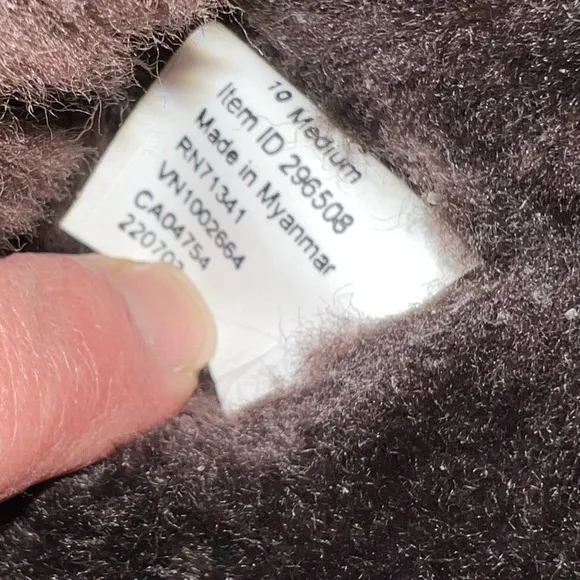 10 Medium
Item ID 296508
Made in Myanmar
RN71341
VN1002664
CA04754